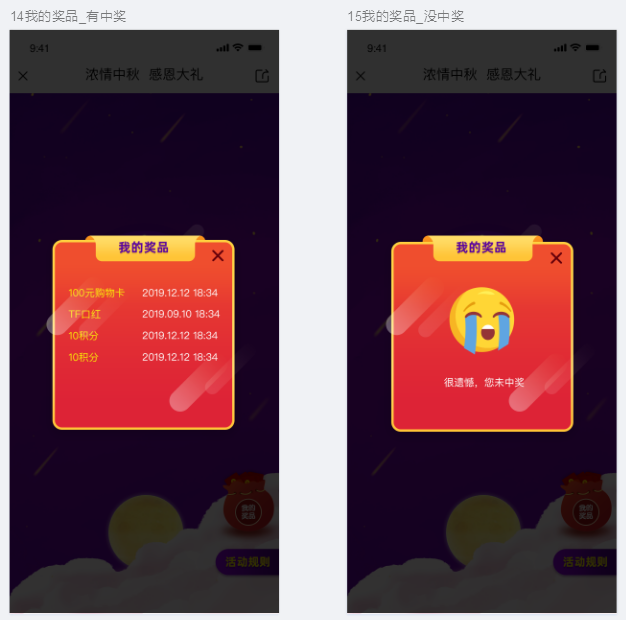 14我的奖品_有中奖
9:41
浓情中秋 感恩大礼
我的奖品
100元购物卡 2019.12.12 18:34
TF口红 2019.09.10 18:34
10积分 2019.12.12 18:34
10积分 2019.12.12 18:34
我的
奖品
活动规则
15我的奖品_没中奖
9:41
浓情中秋 感恩大礼
我的奖品
很遗憾，您未中奖
我的
奖品
活动规则